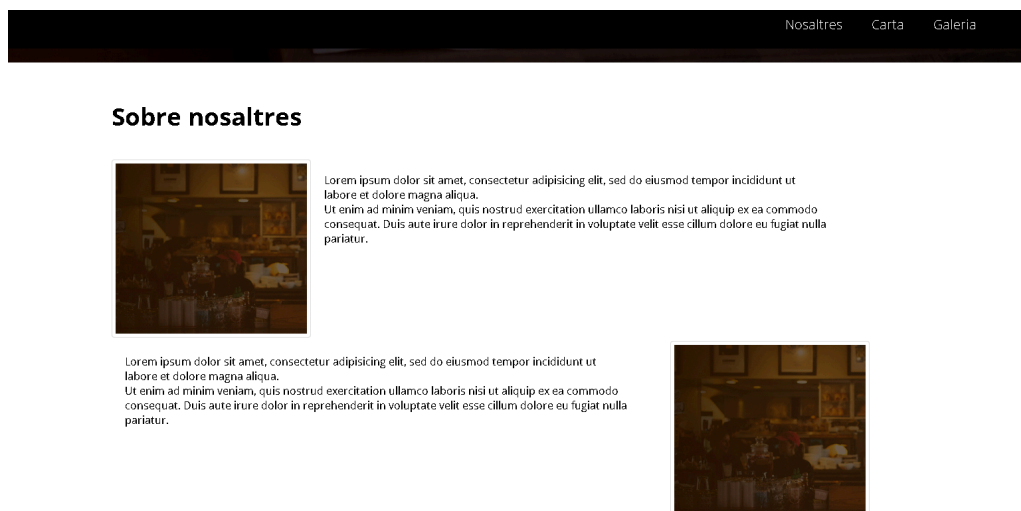 Nosaltres Carta Galeria
Sobre nosaltres
Lorem ipsum dolor sit amet, consectetur adipisicing elit, sed do eiusmod tempor incididunt ut
labore et dolore magna aliqua.
Ut enim ad minim veniam, quis nostrud exercitation ullamco laboris nisi ut aliquip ex ea commodo
consequat. Duis aute irure dolor in reprehenderit in voluptate velit esse cillum dolore eu fugiat nulla
pariatur.
Lorem ipsum dolor sit amet, consectetur adipisicing elit, sed do eiusmod tempor incididunt ut
labore et dolore magna aliqua.
Ut enim ad minim veniam, quis nostrud exercitation ullamco laboris nisi ut aliquip ex ea commodo
consequat. Duis aute irure dolor in reprehenderit in voluptate velit esse cillum dolore eu fugiat nulla
pariatur.